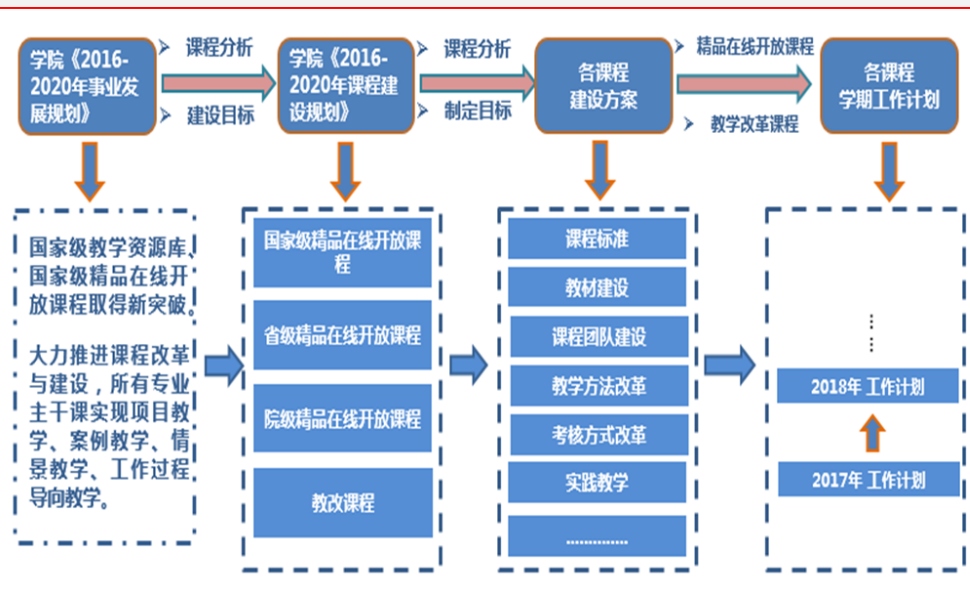 学院《2016-
2020年事业发
展规划》
课程分析
建设目标
学院《2016-
2020年课程建
设规划》
课程分析
制定目标
各课程
建设方案
精品在线开放课程
教学改革课程
各课程
学期工作计划
国家级教学资源库、
国家级精品在线开
放课程取得新突破。
大力推进课程改革
与建设，所有专业
主干课实现项目教
学、案例教学、情
景教学、工作过程
导向教学。
国家级精品在线开放课
程
省级精品在线开放课程
院级精品在线开放课程
教改课程
课程标准
教材建设
课程团队建设
教学方法改革
考核方式改革
实践教学
..............
……
2018年 工作计划
2017年 工作计划